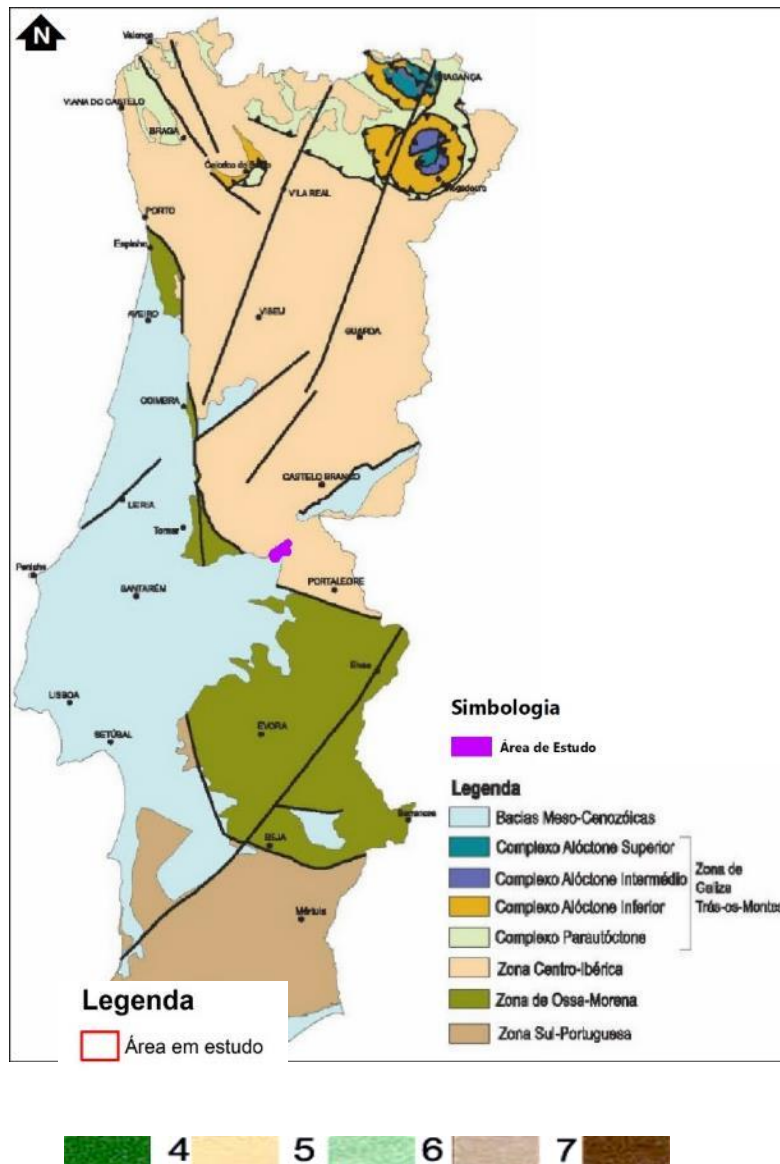 N
Valença
VIANA DO CASTELO
BRAGANÇA
BRAGA
Mogadouro
VILA REAL
PORTO
Espinho
AVEIRO
VISEU
GUARDA
COIMBRA
CASTELO BRANCO
LEIRIA
Tomar
Peniche
SANTARÉM
PORTALEGRE
Elvas
LISBOA
ÉVORA
SETÚBAL
Barrancos
BEJA
Mértola
Simbologia
Área de Estudo
Legenda
Bacias Meso-Cenozóicas
Complexo Alóctone Superior
Complexo Alóctone Intermédio
Complexo Alóctone Inferior
Complexo Parautóctone
Zona de
Galiza
Trás-os-Montes
Zona Centro-Ibérica
Zona de Ossa-Morena
Zona Sul-Portuguesa
Legenda
Área em estudo
4 5 6 7